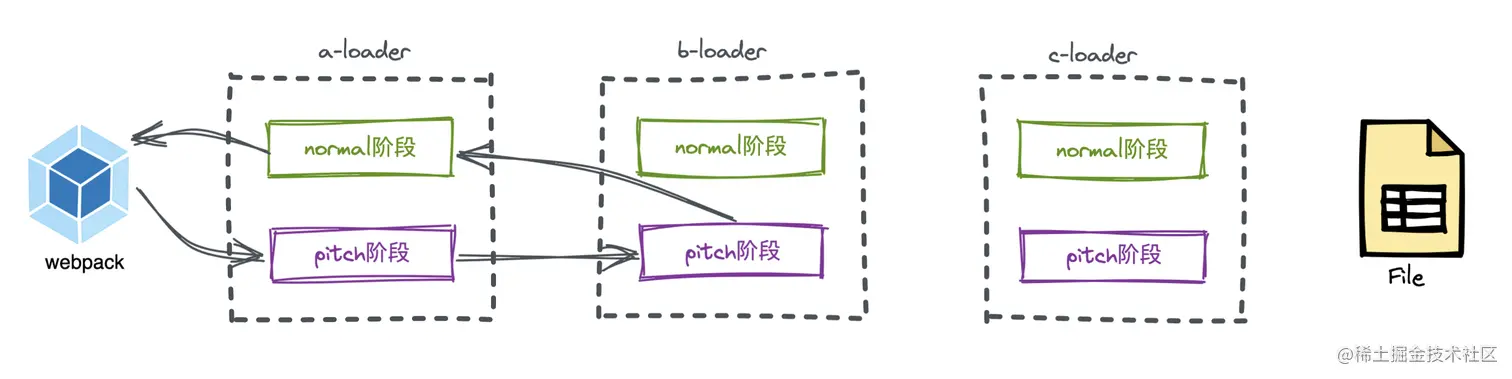 a-loader
b-loader
c-loader
normal阶段
normal阶段
normal阶段
pitch阶段
pitch阶段
pitch阶段
webpack
File
@稀土掘金技术社区